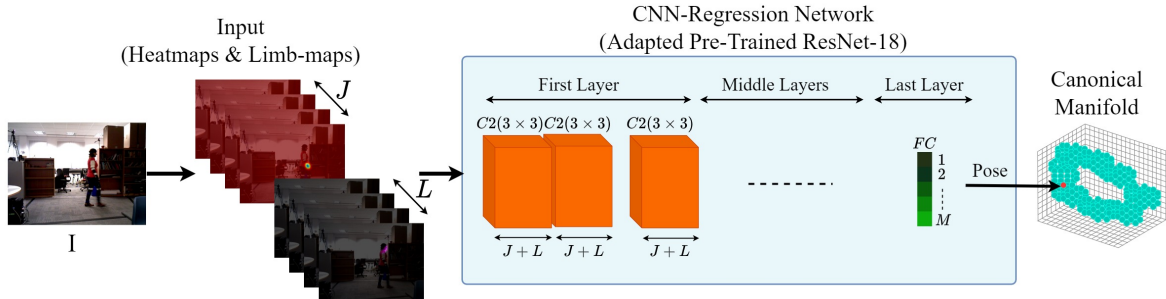 Input
(Heatmaps & Limb-maps)
J
L
I
CNN-Regression Network
(Adapted Pre-Trained ResNet-18)
First Layer
Middle Layers
Last Layer
C2(3 × 3) C2(3 × 3) C2(3 × 3)
J + L J + L J + L
FC
1
2
M
Pose
Canonical
Manifold